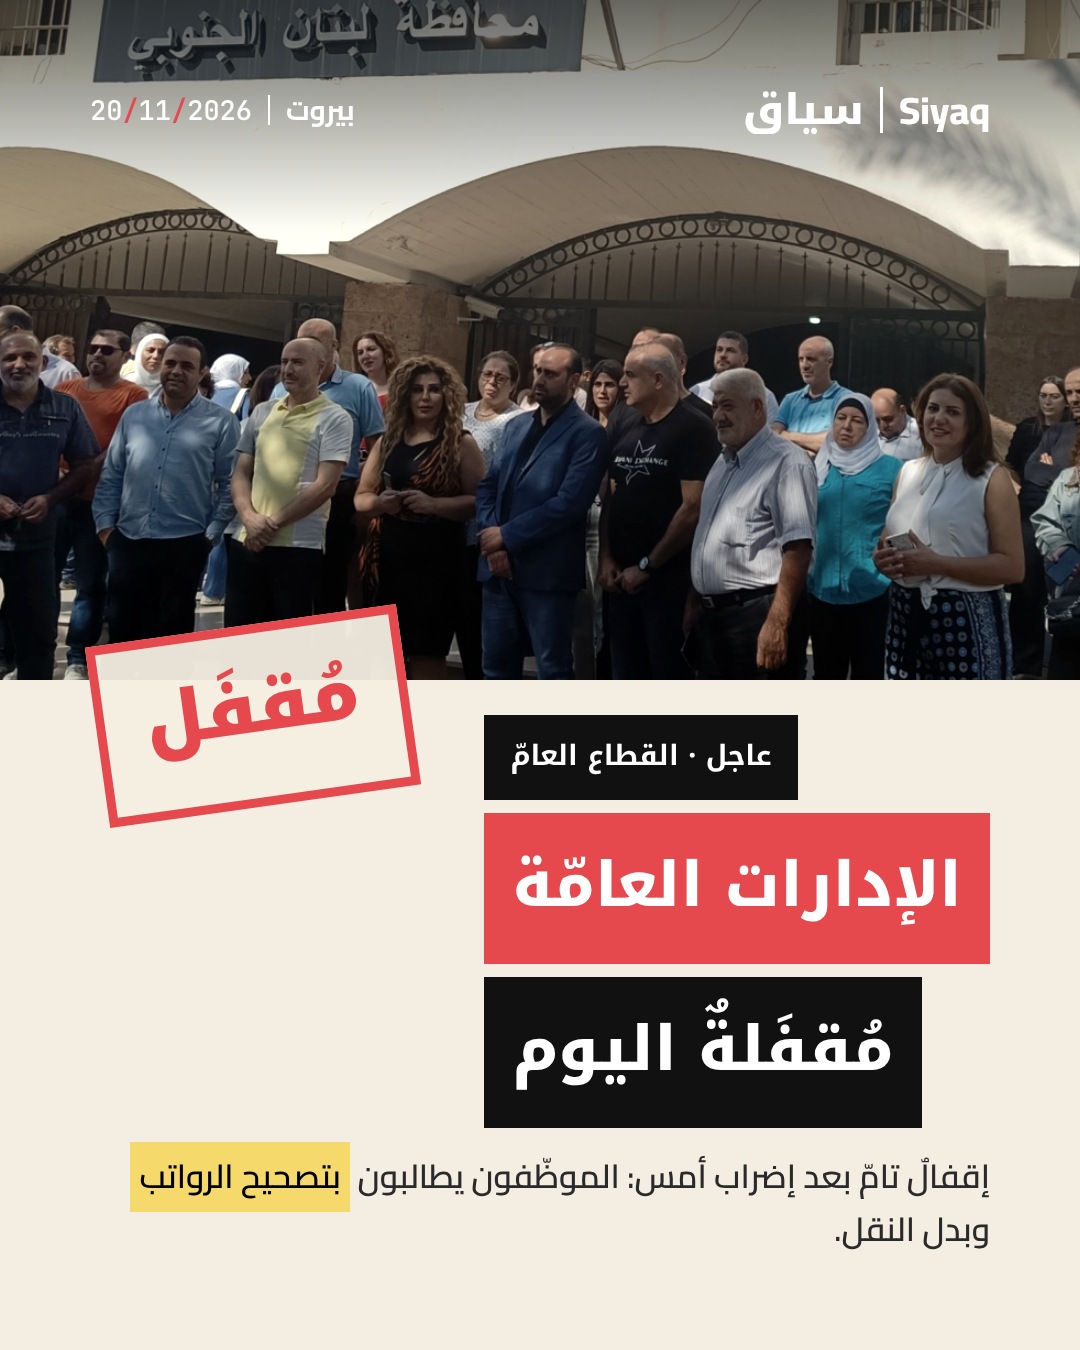 محافظة لبنان الجنوبي
Siyaq | سياق
بيروت | 20/11/2026
مُقفَل
عاجل · القطاع العامّ
الإدارات العامّة
مُقفَلةٌ اليوم
إقفالٌ تامّ بعد إضراب أمس: الموظّفون يطالبون بتصحيح الرواتب
وبدل النقل.